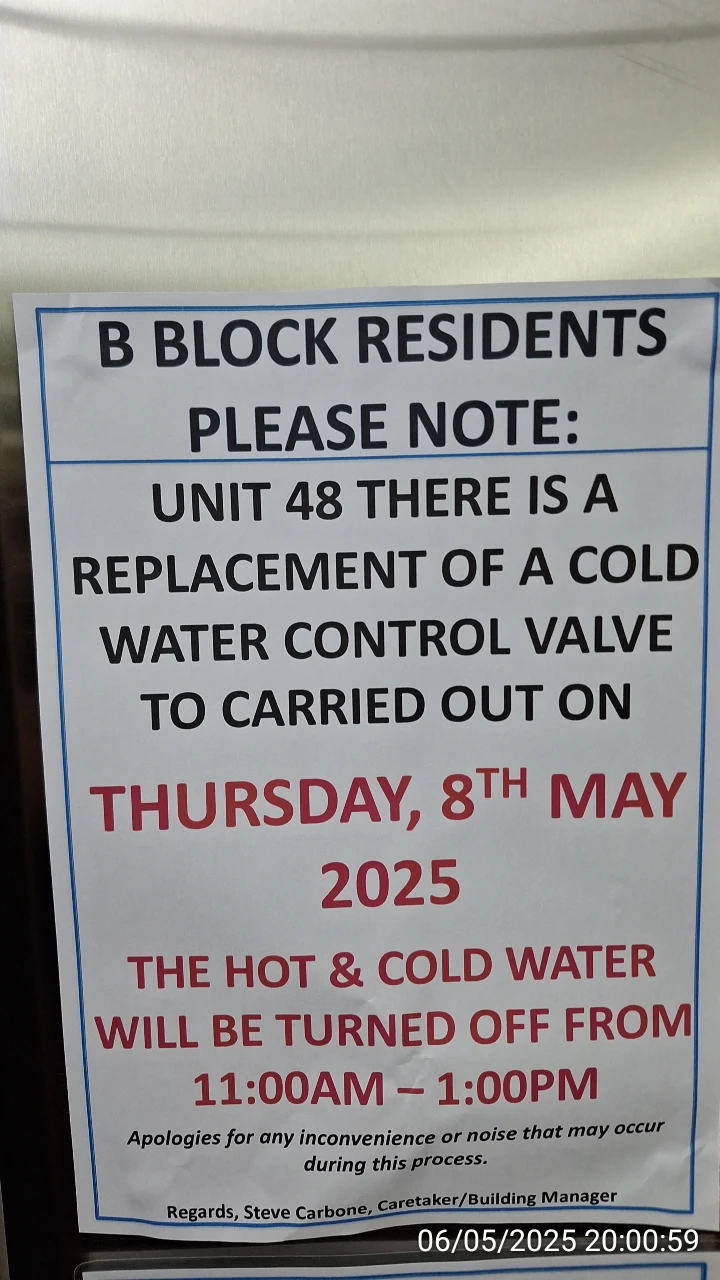 B BLOCK RESIDENTS
PLEASE NOTE:
UNIT 48 THERE IS A
REPLACEMENT OF A COLD
WATER CONTROL VALVE
TO CARRIED OUT ON
THURSDAY, 8TH MAY
2025
THE HOT & COLD WATER
WILL BE TURNED OFF FROM
11:00AM – 1:00PM
Apologies for any inconvenience or noise that may occur
during this process.
Regards, Steve Carbone, Caretaker/Building Manager
06/05/2025 20:00:59